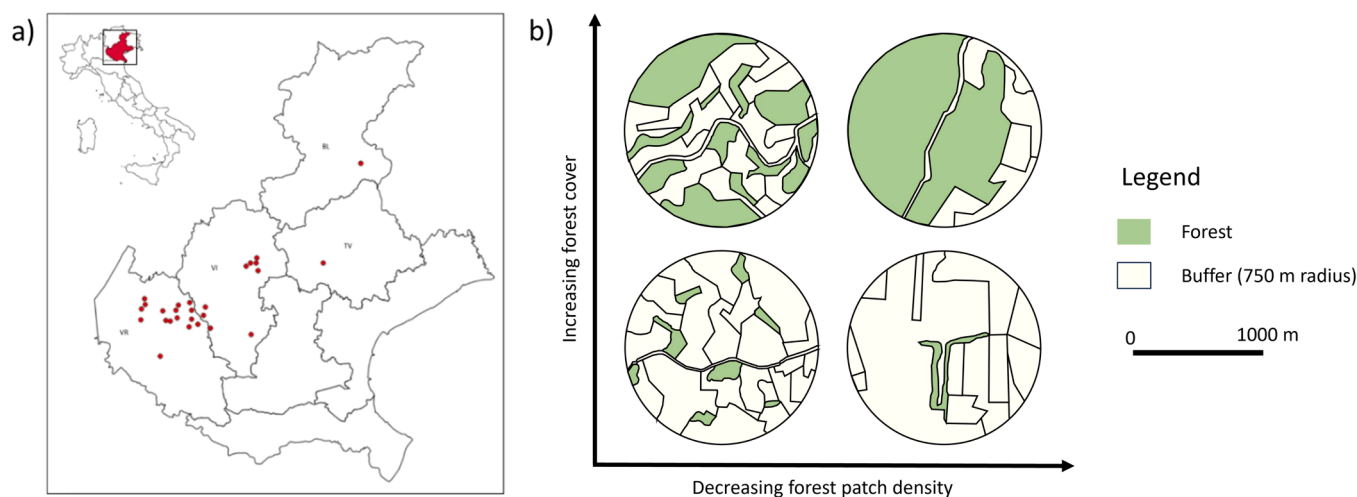 a)
BL
TV
VI
VR
b)
Increasing forest cover
Decreasing forest patch density
Legend
Forest
Buffer (750 m radius)
0 1000 m